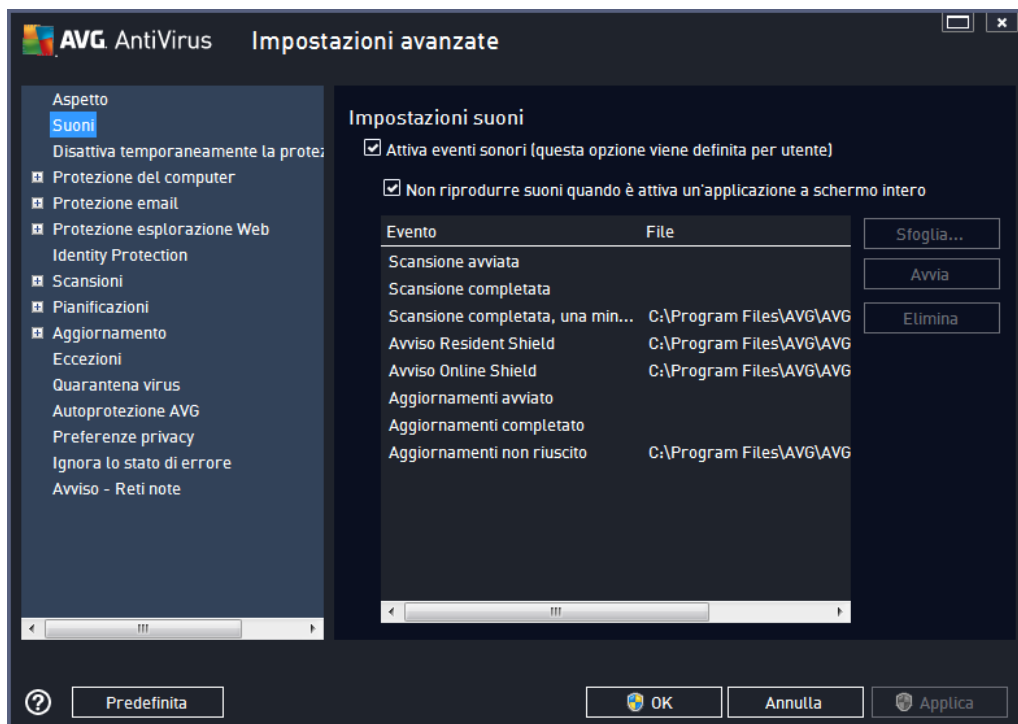 AVG AntiVirus Impostazioni avanzate
Aspetto
Suoni
Disattiva temporaneamente la protez
Protezione del computer
Protezione email
Protezione esplorazione Web
Identity Protection
Scansioni
Pianificazioni
Aggiornamento
Eccezioni
Quarantena virus
Autoprotezione AVG
Preferenze privacy
Ignora lo stato di errore
Avviso - Reti note
Impostazioni suoni
Attiva eventi sonori (questa opzione viene definita per utente)
Non riprodurre suoni quando è attiva un'applicazione a schermo intero
Evento File
Scansione avviata
Scansione completata
Scansione completata, una min... C:\Program Files\AVG\AVG
Avviso Resident Shield C:\Program Files\AVG\AVG
Avviso Online Shield C:\Program Files\AVG\AVG
Aggiornamenti avviato
Aggiornamenti completato
Aggiornamenti non riuscito C:\Program Files\AVG\AVG
Sfoglia...
Avvia
Elimina
Predefinita
OK
Annulla
Applica